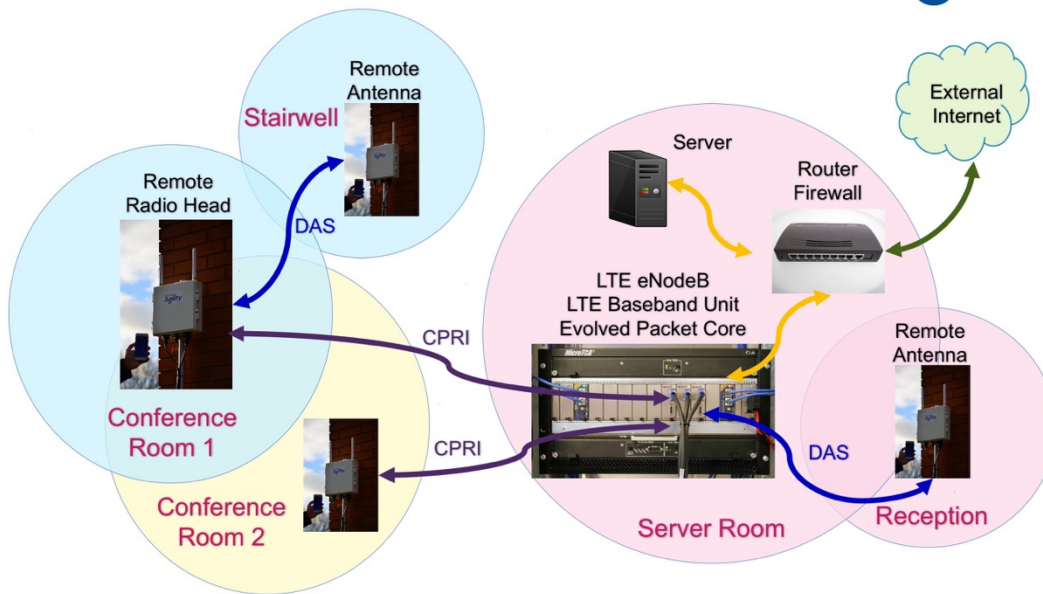 Remote
Antenna
Stairwell
Remote
Radio Head
DAS
Conference
Room 1
Conference
Room 2
CPRI
CPRI
Server
Router
Firewall
External
Internet
LTE eNodeB
LTE Baseband Unit
Evolved Packet Core
MicroTCA
Remote
Antenna
DAS
Server Room
Reception